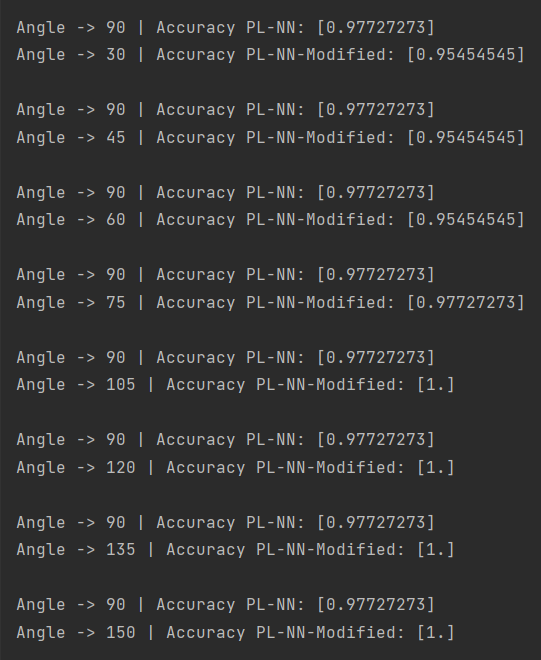 Angle -> 90 | Accuracy PL-NN: [0.97727273]
Angle -> 30 | Accuracy PL-NN-Modified: [0.95454545]
Angle -> 90 | Accuracy PL-NN: [0.97727273]
Angle -> 45 | Accuracy PL-NN-Modified: [0.95454545]
Angle -> 90 | Accuracy PL-NN: [0.97727273]
Angle -> 60 | Accuracy PL-NN-Modified: [0.95454545]
Angle -> 90 | Accuracy PL-NN: [0.97727273]
Angle -> 75 | Accuracy PL-NN-Modified: [0.97727273]
Angle -> 90 | Accuracy PL-NN: [0.97727273]
Angle -> 105 | Accuracy PL-NN-Modified: [1.]
Angle -> 90 | Accuracy PL-NN: [0.97727273]
Angle -> 120 | Accuracy PL-NN-Modified: [1.]
Angle -> 90 | Accuracy PL-NN: [0.97727273]
Angle -> 135 | Accuracy PL-NN-Modified: [1.]
Angle -> 90 | Accuracy PL-NN: [0.97727273]
Angle -> 150 | Accuracy PL-NN-Modified: [1.]